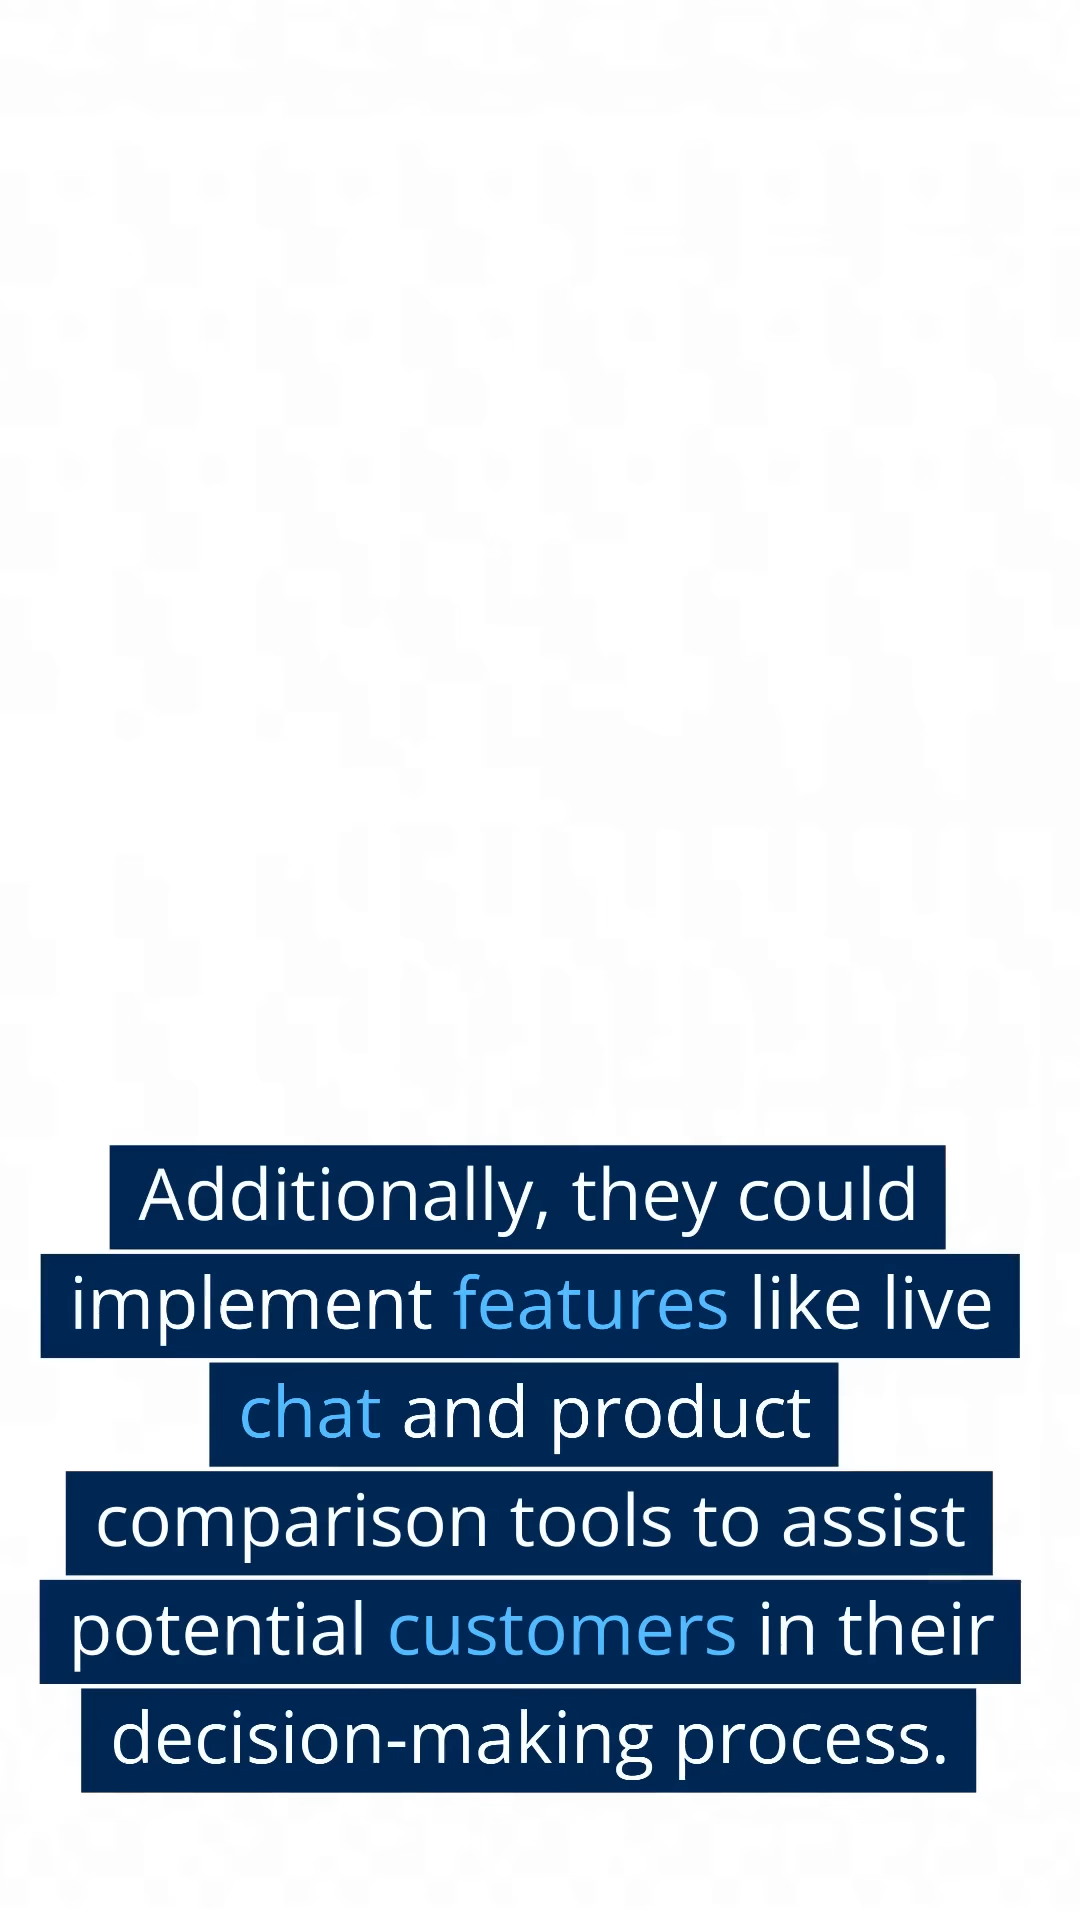 Additionally, they could
implement features like live
chat and product
comparison tools to assist
potential customers in their
decision-making process.